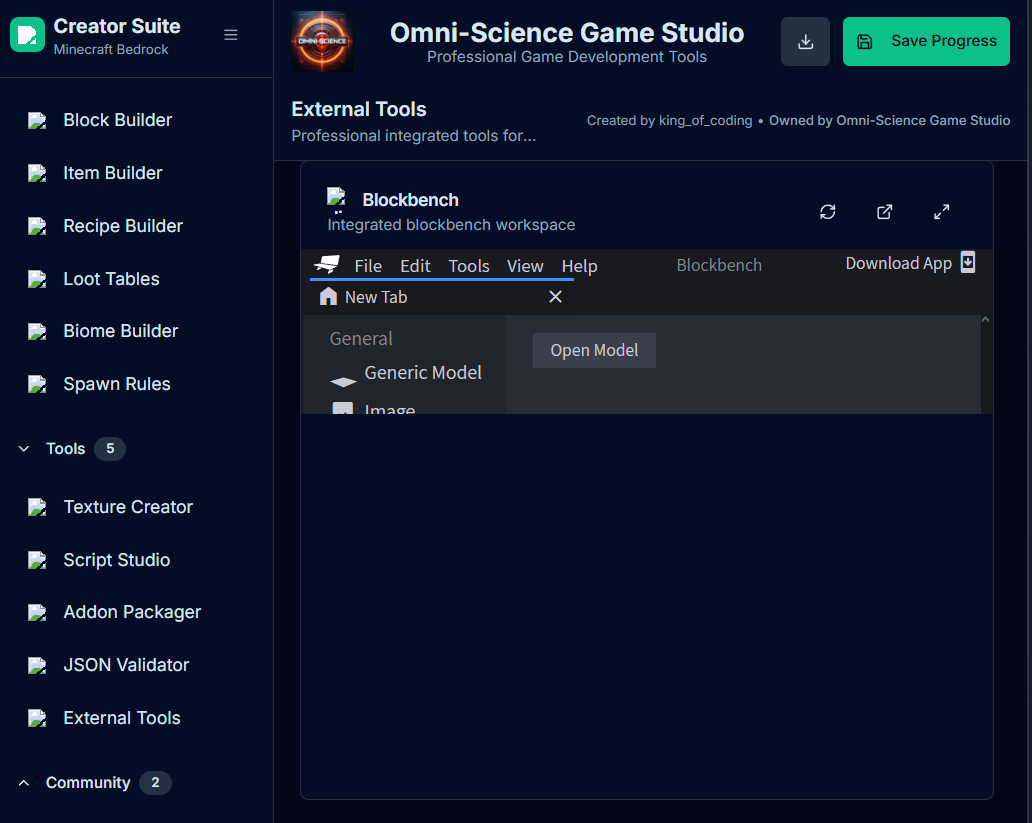 Creator Suite
Minecraft Bedrock
Block Builder
Item Builder
Recipe Builder
Loot Tables
Biome Builder
Spawn Rules
Tools 5
Texture Creator
Script Studio
Addon Packager
JSON Validator
External Tools
Community 2
OMNI-SCIENCE
Omni-Science Game Studio
Professional Game Development Tools
Save Progress
External Tools
Professional integrated tools for...
Created by king_of_coding • Owned by Omni-Science Game Studio
Blockbench
Integrated blockbench workspace
File Edit Tools View Help Blockbench Download App
New Tab
General
Generic Model
Image
Open Model